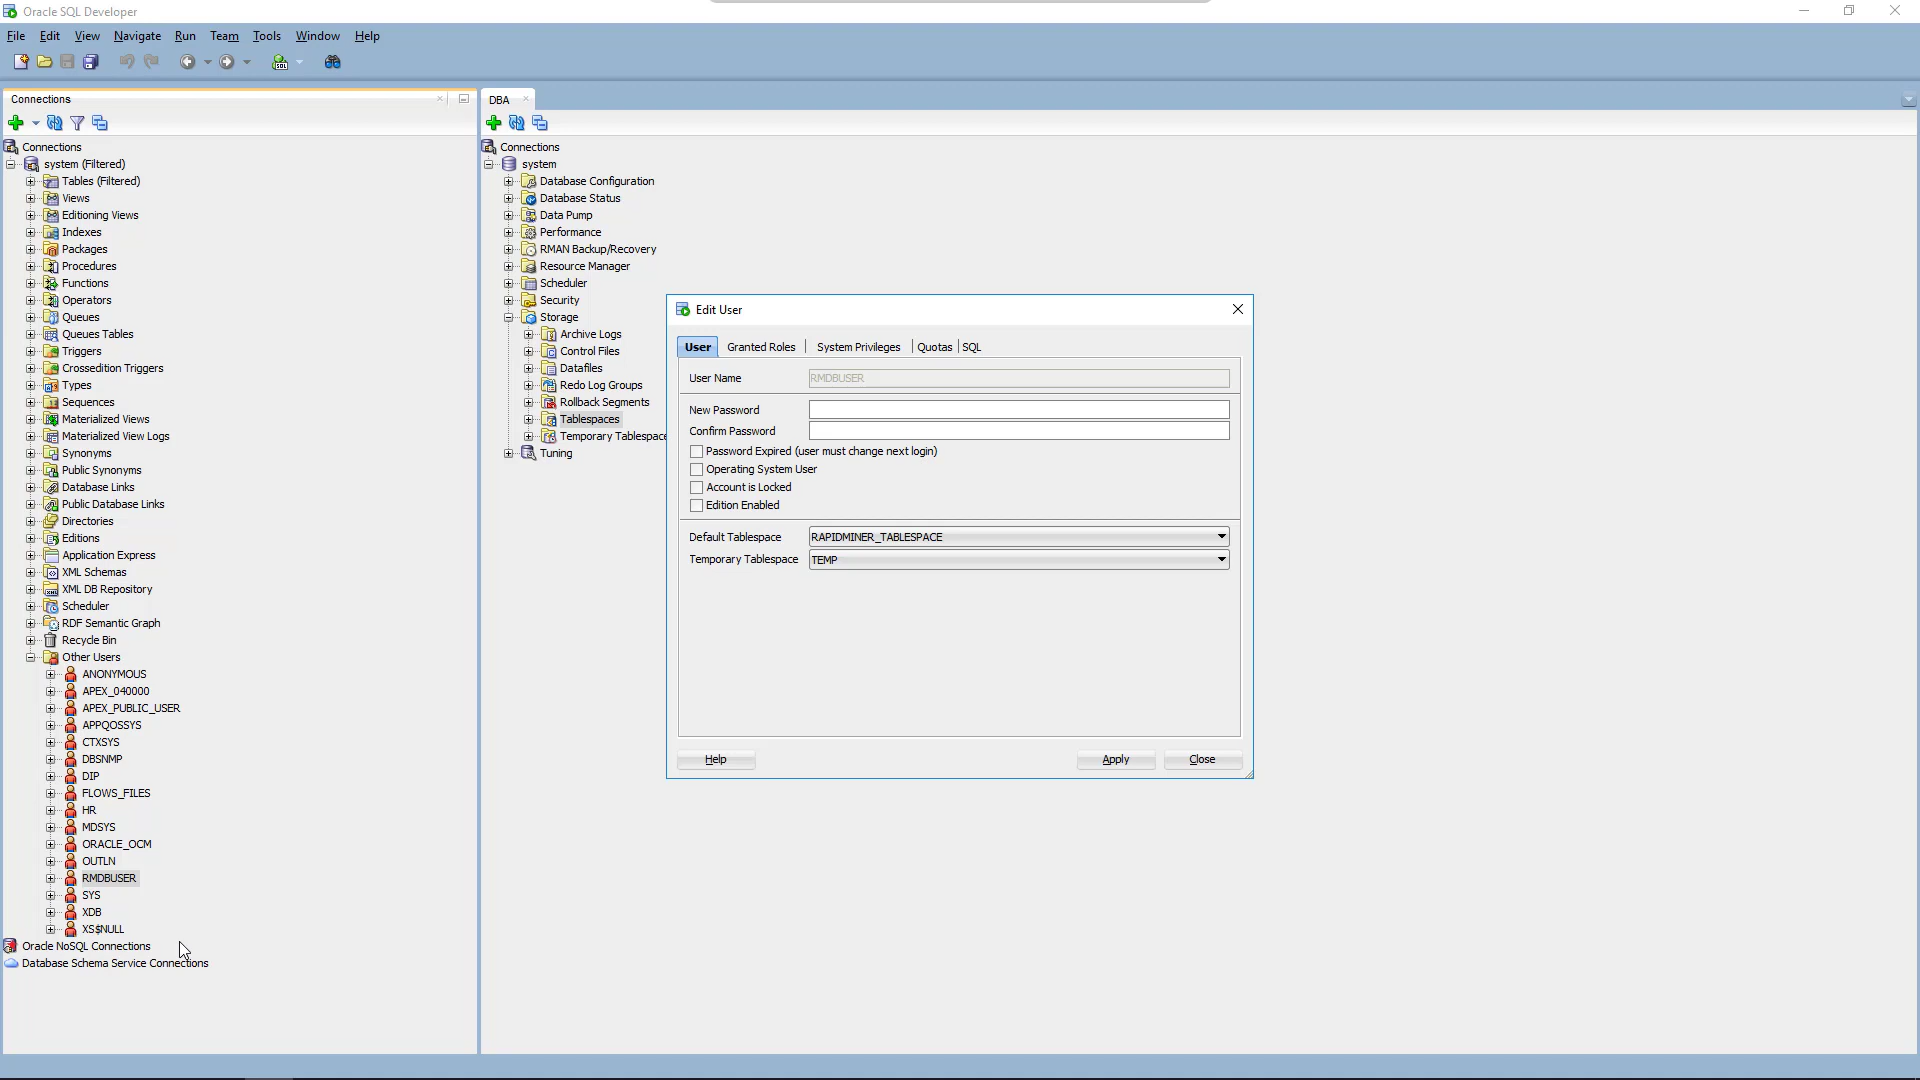 Oracle SQL Developer
File Edit View Navigate Run Team Tools Window Help
Connections
Connections
system (Filtered)
Tables (Filtered)
Views
Editioning Views
Indexes
Packages
Procedures
Functions
Operators
Queues
Queues Tables
Triggers
Crossedition Triggers
Types
Sequences
Materialized Views
Materialized View Logs
Synonyms
Public Synonyms
Database Links
Public Database Links
Directories
Editions
Application Express
XML Schemas
XML DB Repository
Scheduler
RDF Semantic Graph
Recycle Bin
Other Users
ANONYMOUS
APEX_040000
APEX_PUBLIC_USER
APPQOSSYS
CTXSYS
DBSNMP
DIP
FLOWS_FILES
HR
MDSYS
ORACLE_OCM
OUTLN
RMDBUSER
SYS
XDB
XS$NULL
Oracle NoSQL Connections
Database Schema Service Connections
DBA
Connections
system
Database Configuration
Database Status
Data Pump
Performance
RMAN Backup/Recovery
Resource Manager
Scheduler
Security
Storage
Archive Logs
Control Files
Datafiles
Redo Log Groups
Rollback Segments
Tablespaces
Temporary Tablespace
Tuning
Edit User
User Granted Roles System Privileges Quotas SQL
User Name RMDBUSER
New Password
Confirm Password
Password Expired (user must change next login)
Operating System User
Account is Locked
Edition Enabled
Default Tablespace RAPIDMINER_TABLESPACE
Temporary Tablespace TEMP
Help Apply Close